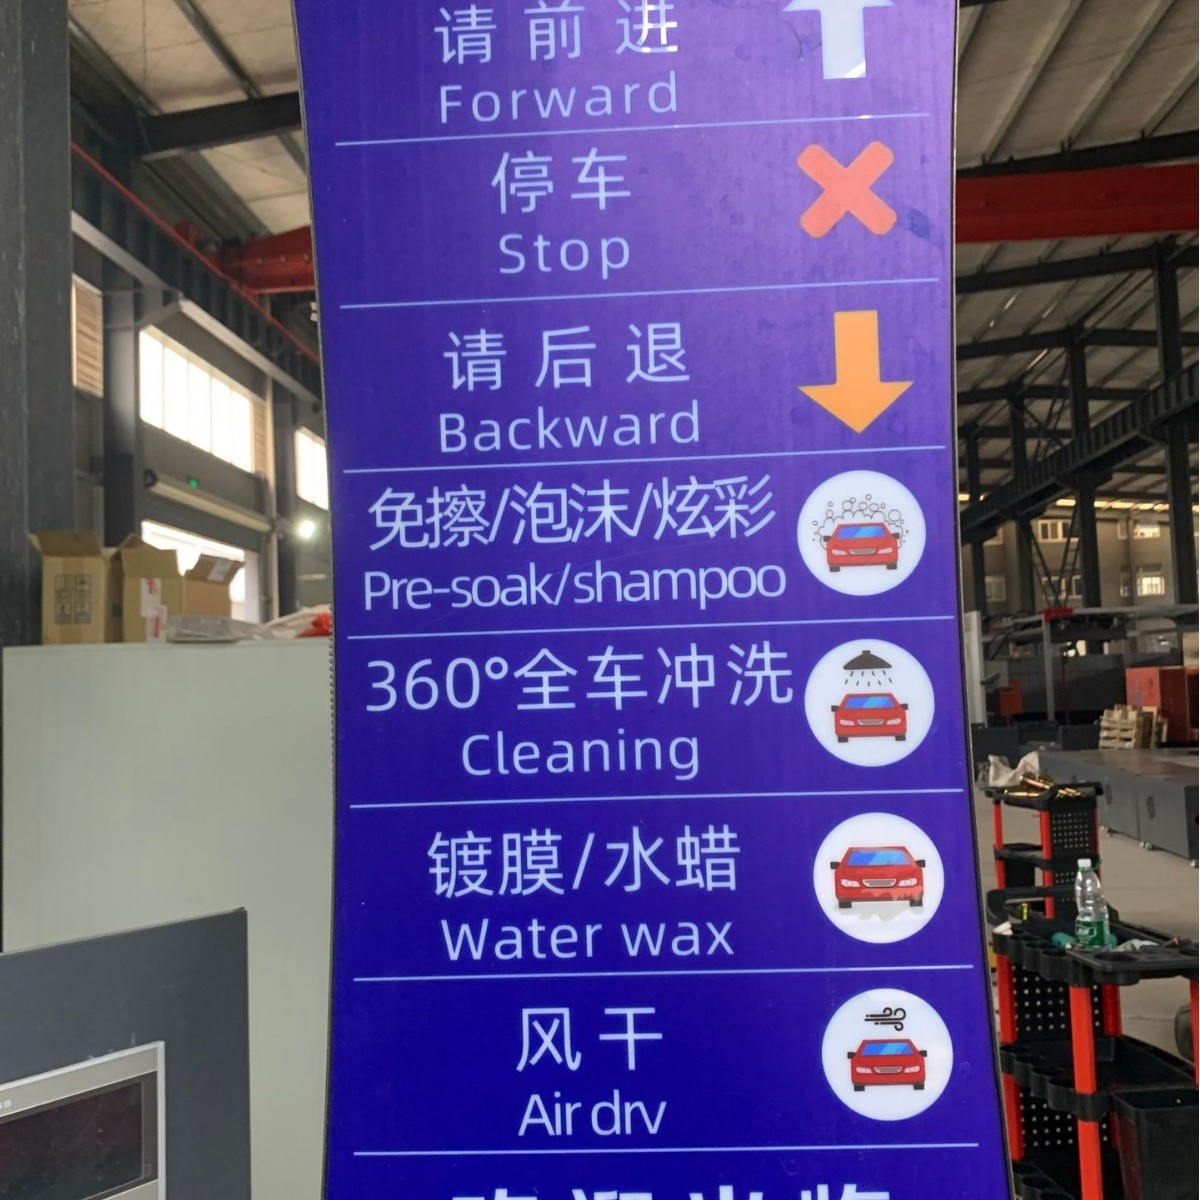 请前进
Forward
停车
Stop
请后退
Backward
免擦/泡沫/炫彩
Pre-soak/shampoo
360°全车冲洗
Cleaning
镀膜/水蜡
Water wax
风干
Air dry